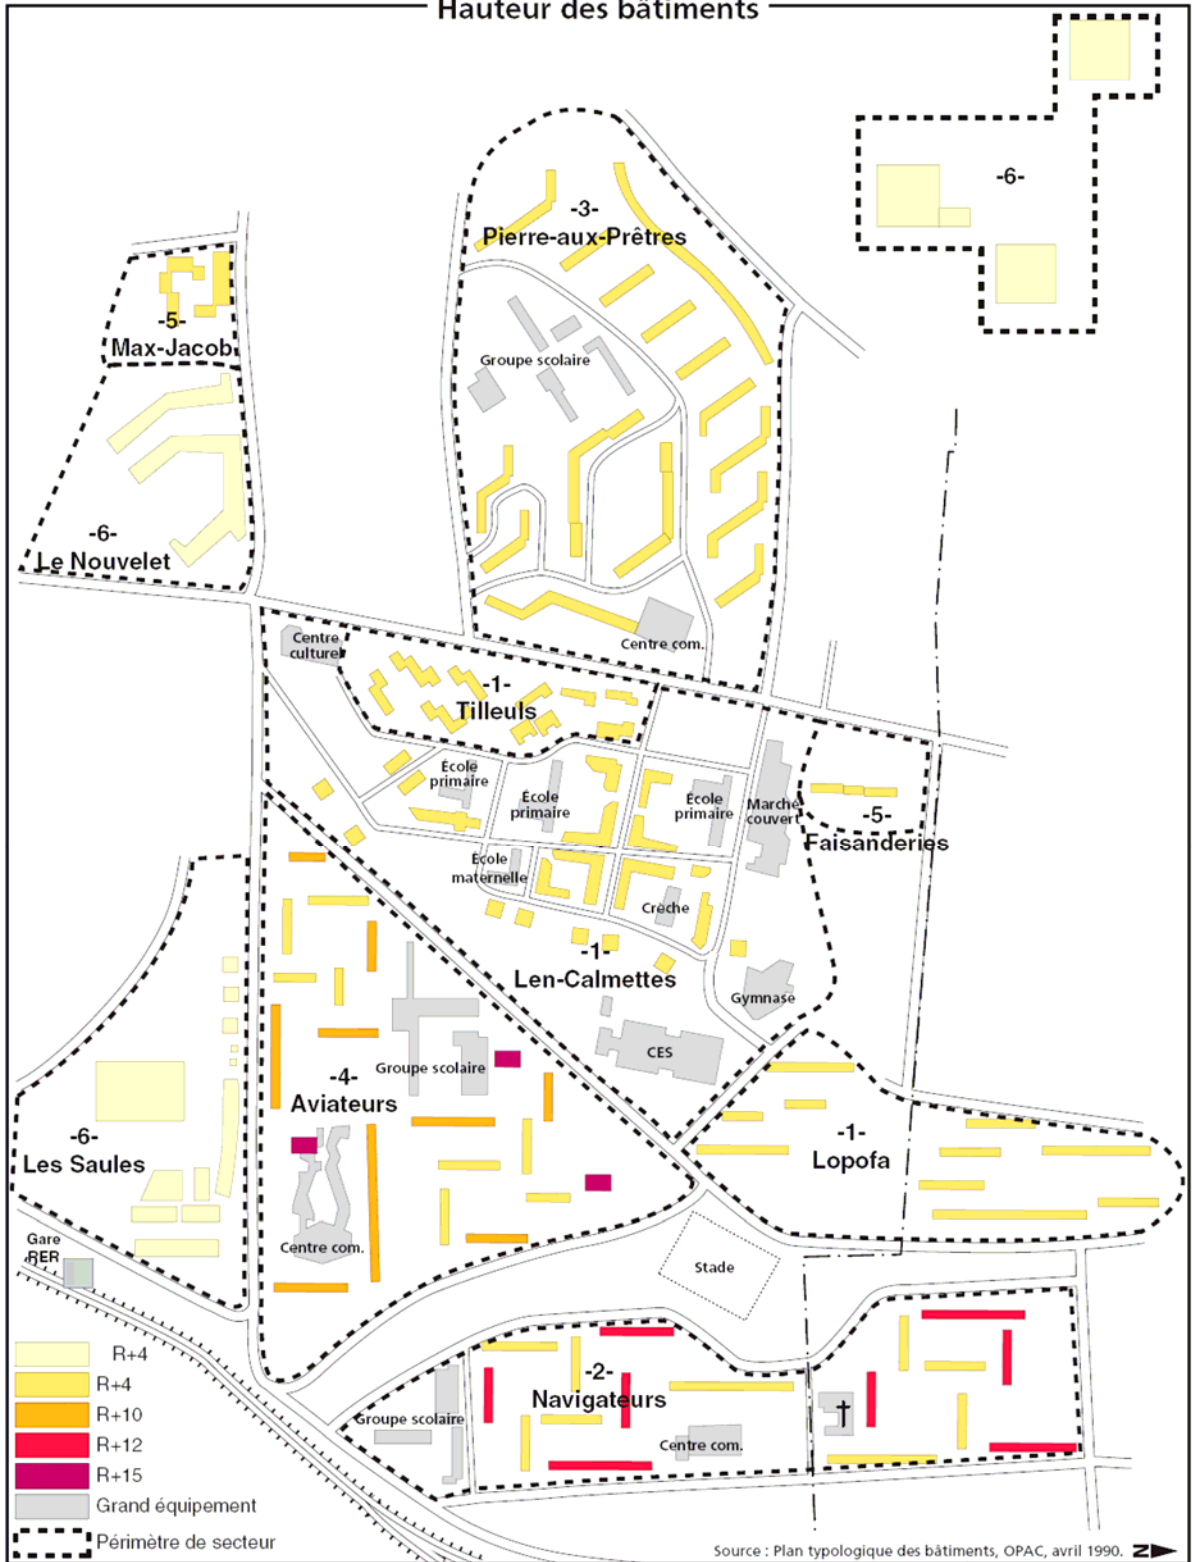 Hauteur des bâtiments
-6-
-3-
Pierre-aux-Prêtres
-5-
Max-Jacob
Groupe scolaire
-6-
Le Nouvelet
Centre
culturel
Centre com.
-1-
Tilleuls
École
primaire
École
primaire
École
primaire
Marché
couvert
-5-
Faisanderies
École
maternelle
Crèche
-1-
Len-Calmettes
Gymnase
CES
Groupe scolaire
-4-
Aviateurs
-6-
Les Saules
-1-
Lopofa
Gare
RER
Centre com.
Stade
-2-
Navigateurs
Groupe scolaire
Centre com.
R+4
R+4
R+10
R+12
R+15
Grand équipement
Périmètre de secteur
Source : Plan typologique des bâtiments, OPAC, avril 1990.
N